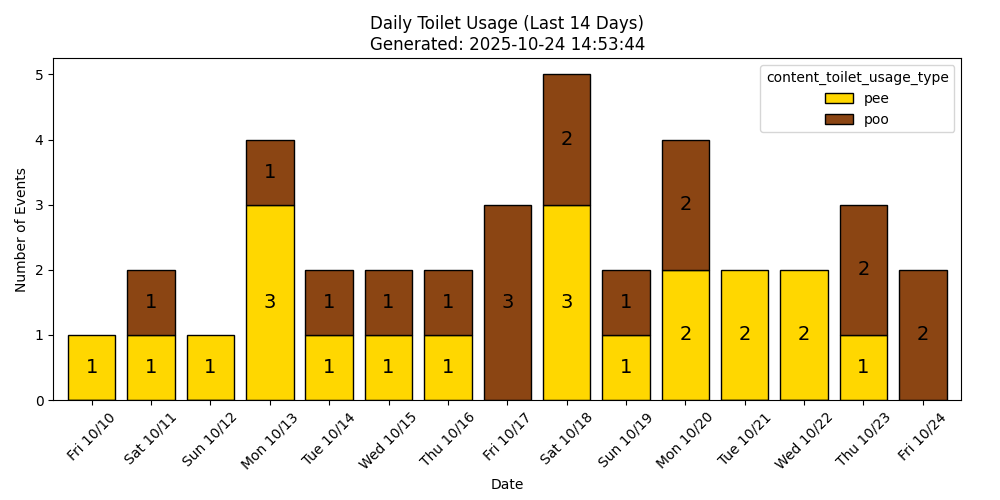 Daily Toilet Usage (Last 14 Days)
Generated: 2025-10-24 14:53:44
content_toilet_usage_type
pee
poo
Number of Events
5
4
3
2
1
0
1
1
1
1
1
3
1
1
1
1
1
1
3
2
3
1
1
2
2
2
2
2
1
2
Fri 10/10
Sat 10/11
Sun 10/12
Mon 10/13
Tue 10/14
Wed 10/15
Thu 10/16
Fri 10/17
Sat 10/18
Sun 10/19
Mon 10/20
Tue 10/21
Wed 10/22
Thu 10/23
Fri 10/24
Date